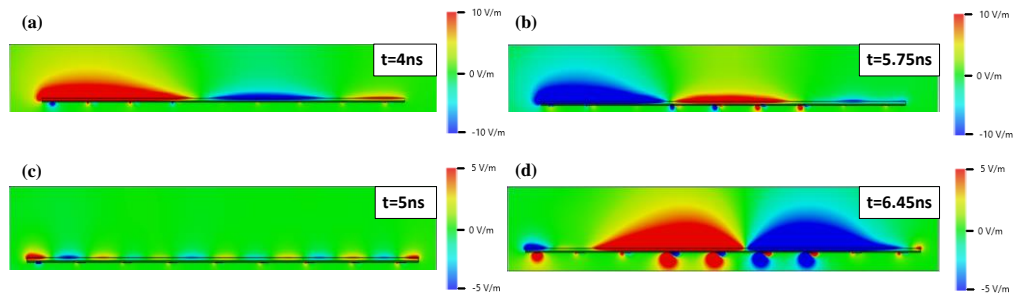 (a)
t=4ns
10 V/m
0 V/m
-10 V/m
(b)
t=5.75ns
10 V/m
0 V/m
-10 V/m
(c)
t=5ns
5 V/m
0 V/m
-5 V/m
(d)
t=6.45ns
5 V/m
0 V/m
-5 V/m